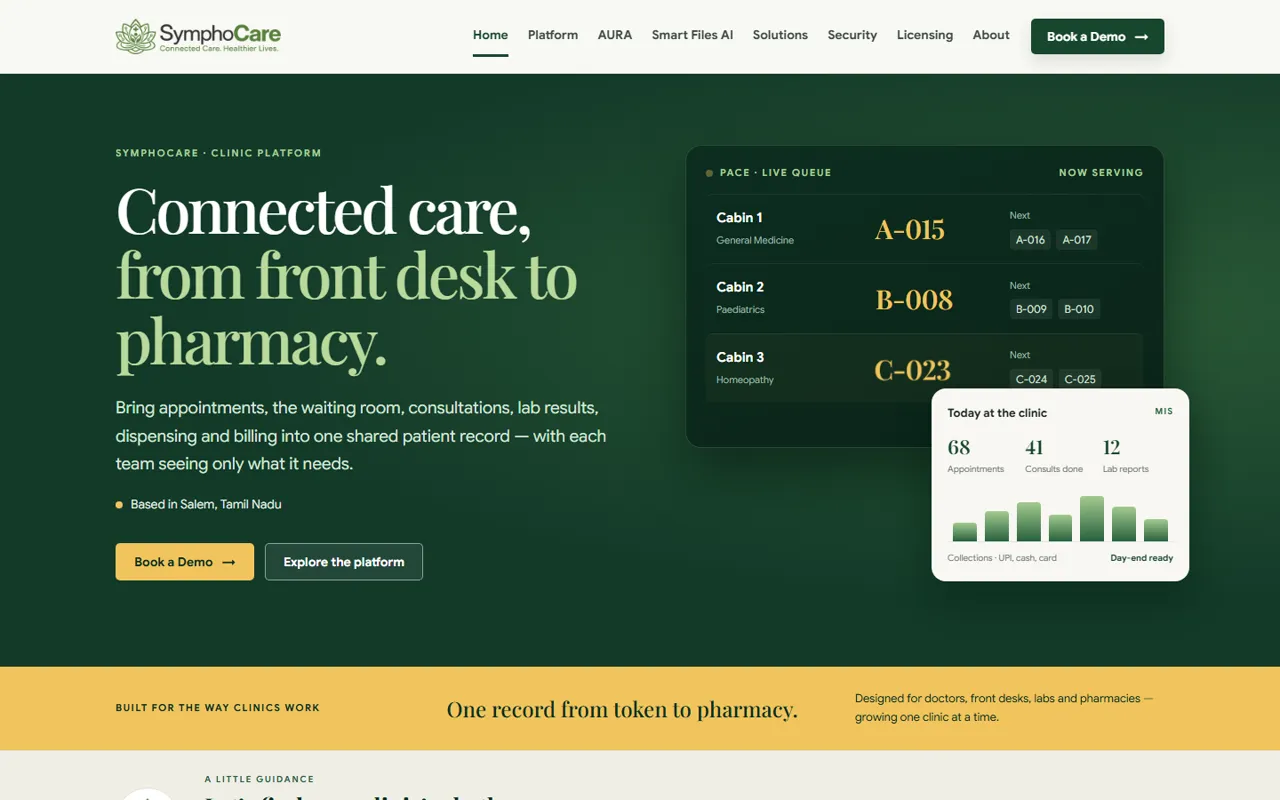 SymphoCare
Connected Care. Healthier Lives.
Home
Platform
AURA
Smart Files AI
Solutions
Security
Licensing
About
Book a Demo →
SYMPHOCARE · CLINIC PLATFORM
Connected care,
from front desk to
pharmacy.
Bring appointments, the waiting room, consultations, lab results,
dispensing and billing into one shared patient record — with each
team seeing only what it needs.
Based in Salem, Tamil Nadu
Book a Demo →
Explore the platform
PACE · LIVE QUEUE
NOW SERVING
Cabin 1
General Medicine
A-015
Next
A-016 A-017
Cabin 2
Paediatrics
B-008
Next
B-009 B-010
Cabin 3
Homeopathy
C-023
Next
C-024 C-025
Today at the clinic
MIS
68
Appointments
41
Consults done
12
Lab reports
Collections · UPI, cash, card
Day-end ready
BUILT FOR THE WAY CLINICS WORK
One record from token to pharmacy.
Designed for doctors, front desks, labs and pharmacies —
growing one clinic at a time.
A LITTLE GUIDANCE